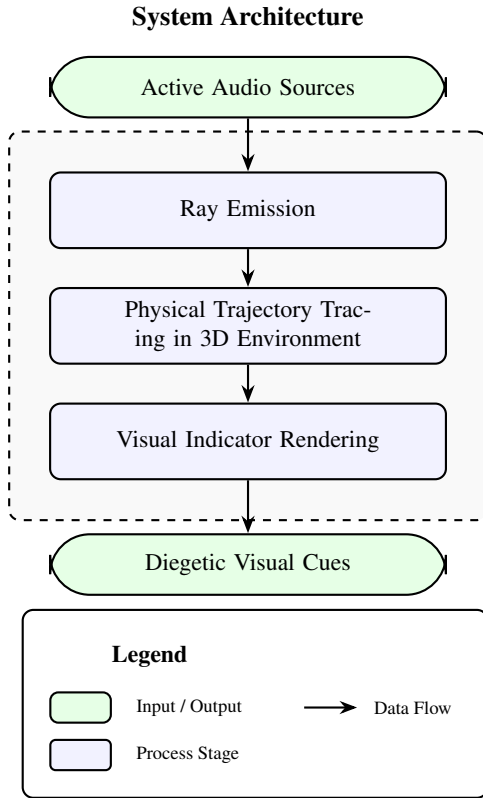 System Architecture
Active Audio Sources
Ray Emission
Physical Trajectory Trac-
ing in 3D Environment
Visual Indicator Rendering
Diegetic Visual Cues
Legend
Input / Output
Data Flow
Process Stage